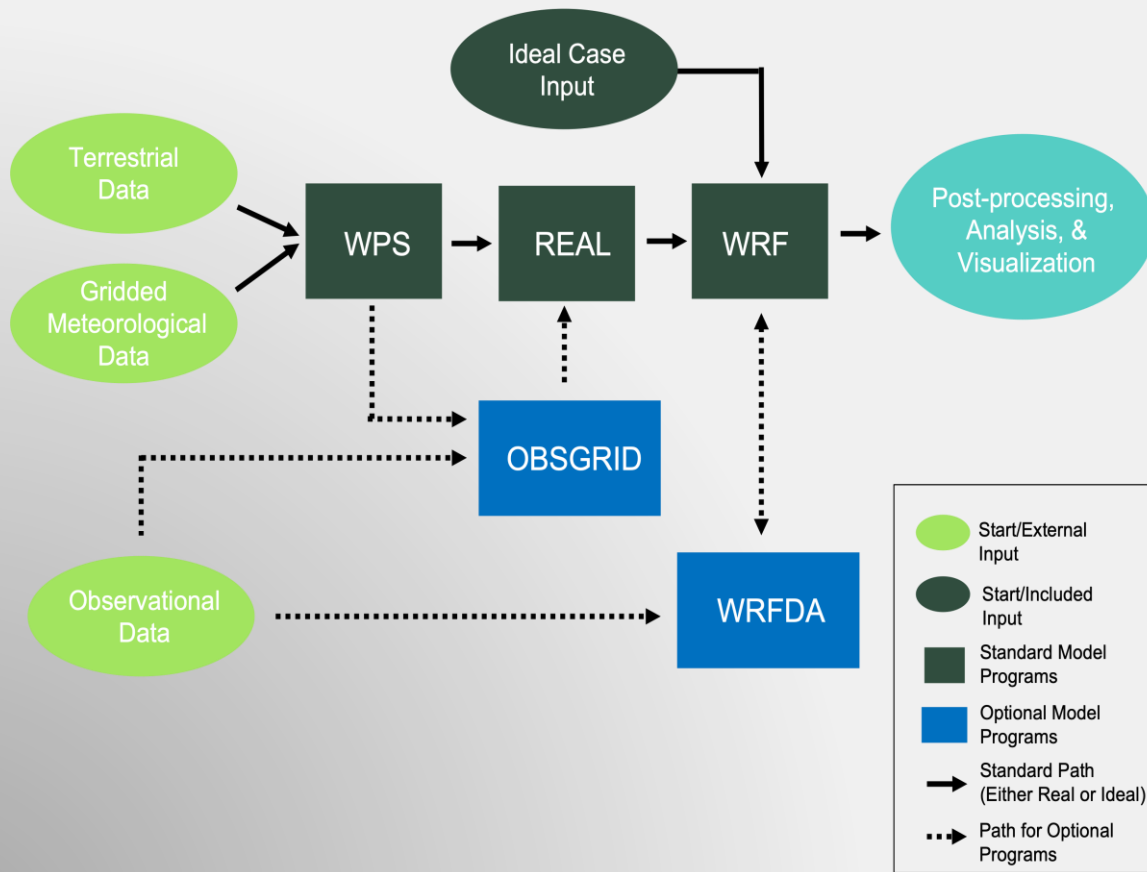 Ideal Case
Input
Terrestrial
Data
Gridded
Meteorological
Data
WPS
REAL
WRF
Post-processing,
Analysis, &
Visualization
OBSGRID
Observational
Data
WRFDA
Start/External
Input
Start/Included
Input
Standard Model
Programs
Optional Model
Programs
Standard Path
(Either Real or Ideal)
Path for Optional
Programs